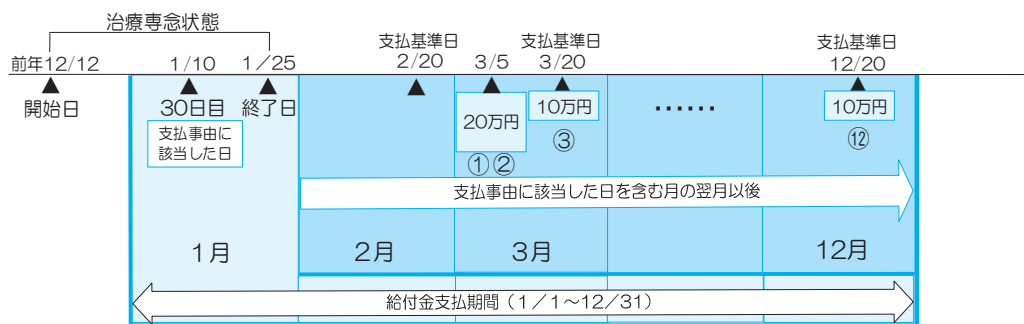 治療専念状態
前年12/12
1/10
1/25
支払基準日
2/20
3/5
支払基準日
3/20
支払基準日
12/20
開始日
30日目
終了日
支払事由に
該当した日
20万円
①②
10万円
③
……
10万円
⑫
支払事由に該当した日を含む月の翌月以後
1月
2月
3月
12月
給付金支払期間(1/1~12/31)